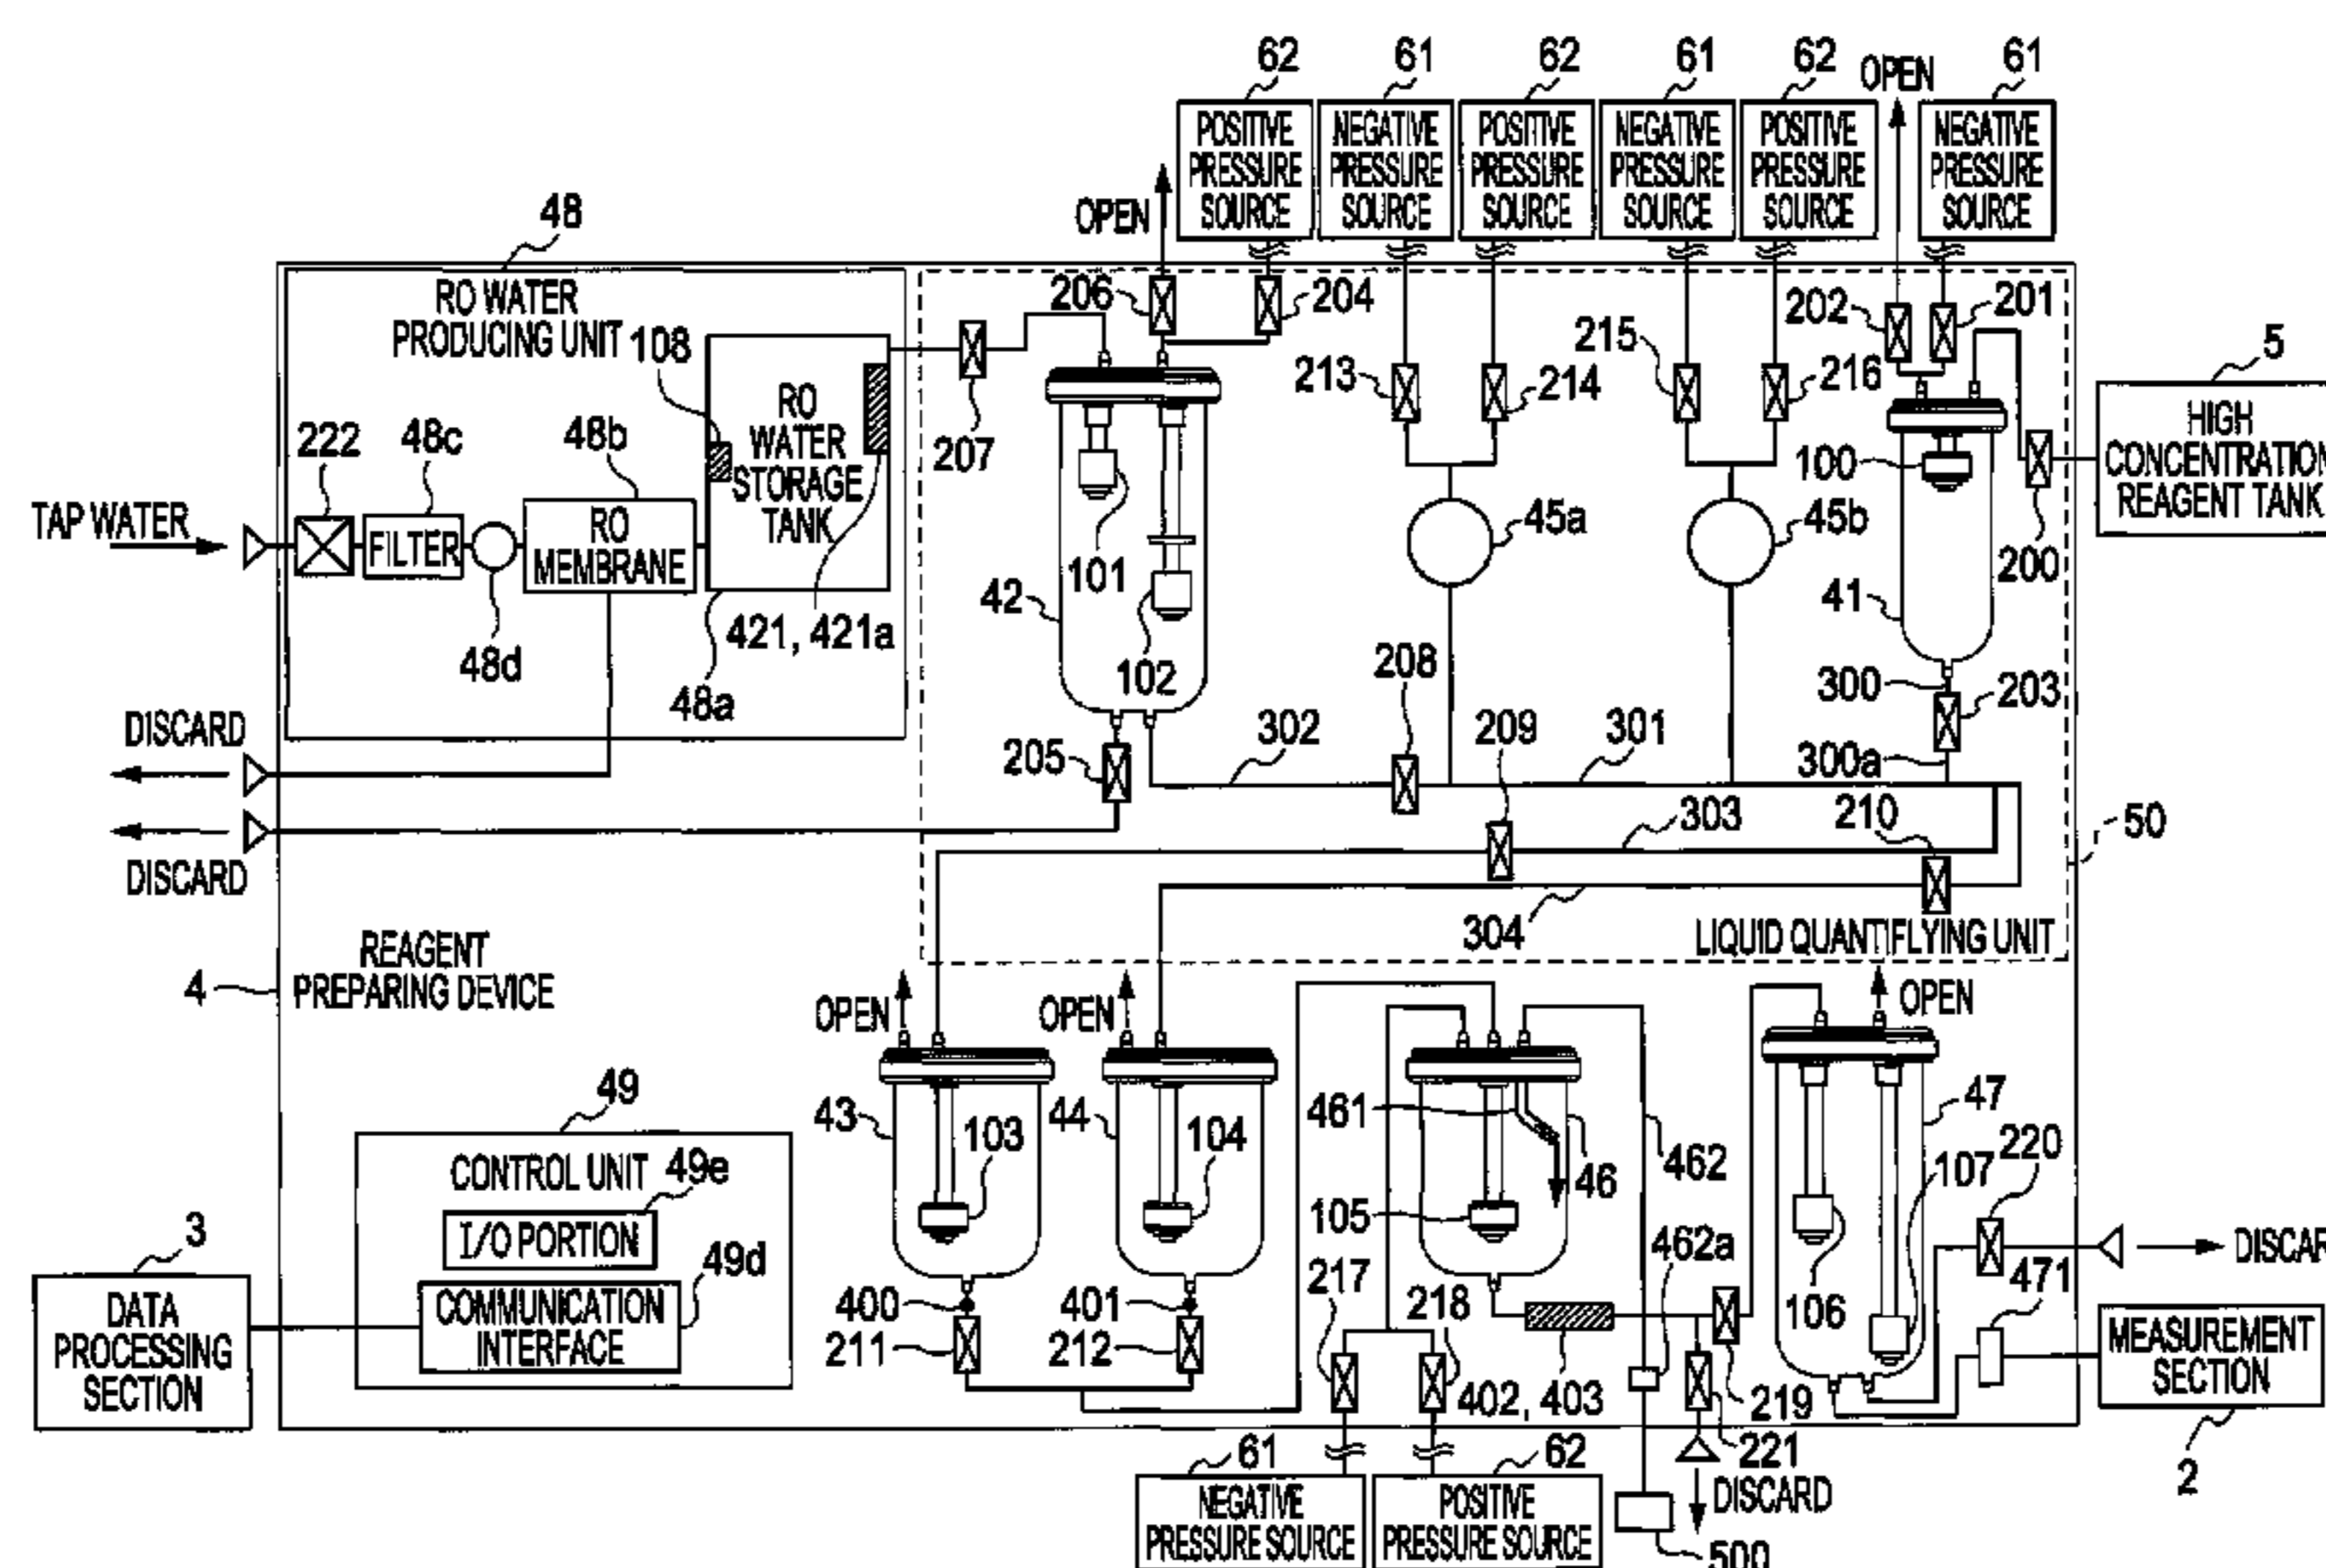 62
61
62
61
62
OPEN
61
POSITIVE
PRESSURE
SOURCE
NEGATIVE
PRESSURE
SOURCE
POSITIVE
PRESSURE
SOURCE
NEGATIVE
PRESSURE
SOURCE
POSITIVE
PRESSURE
SOURCE
NEGATIVE
PRESSURE
SOURCE
OPEN
48
RO WATER
PRODUCING UNIT
108
206
204
202
201
213
214
215
216
5
HIGH
CONCENTRATION
REAGENT TANK
222
48c
48b
RO
WATER
STORAGE
TANK
207
100
200
TAP WATER
FILTER
RO
MEMBRANE
101
45a
45b
42
41
48d
421, 421a
48a
102
208
300
203
DISCARD
205
302
209
301
300a
DISCARD
303
210
50
304
LIQUID QUANTIFLYING UNIT
REAGENT
PREPARING DEVICE
4
OPEN
OPEN
OPEN
49
43
103
44
104
461
46
462
47
107
220
CONTROL UNIT
49e
I/O PORTION
49d
COMMUNICATION
INTERFACE
3
DATA
PROCESSING
SECTION
105
462a
106
DISCAR
471
217
218
400
211
401
212
402, 403
219
221
MEASUREMENT
SECTION
2
61
62
DISCARD
NEGATIVE
PRESSURE SOURCE
POSITIVE
PRESSURE SOURCE
500